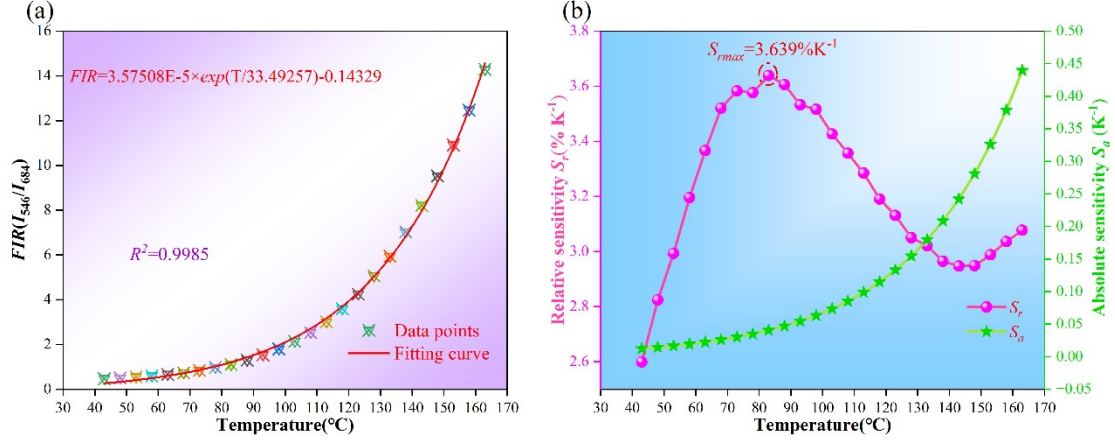 (a)
16
14
12
10
8
6
4
2
0
FIR(I546/I684)
FIR=3.57508E-5×exp(T/33.49257)-0.14329
R²=0.9985
Data points
Fitting curve
30 40 50 60 70 80 90 100 110 120 130 140 150 160 170
Temperature(°C)
(b)
3.8
3.6
3.4
3.2
3.0
2.8
2.6
Relative sensitivity Sr(% K-1)
Srmax=3.639%K-1
Sr
Sa
0.50
0.45
0.40
0.35
0.30
0.25
0.20
0.15
0.10
0.05
0.00
−0.05
Absolute sensitivity Sa (K-1)
30 40 50 60 70 80 90 100 110 120 130 140 150 160 170
Temperature(°C)